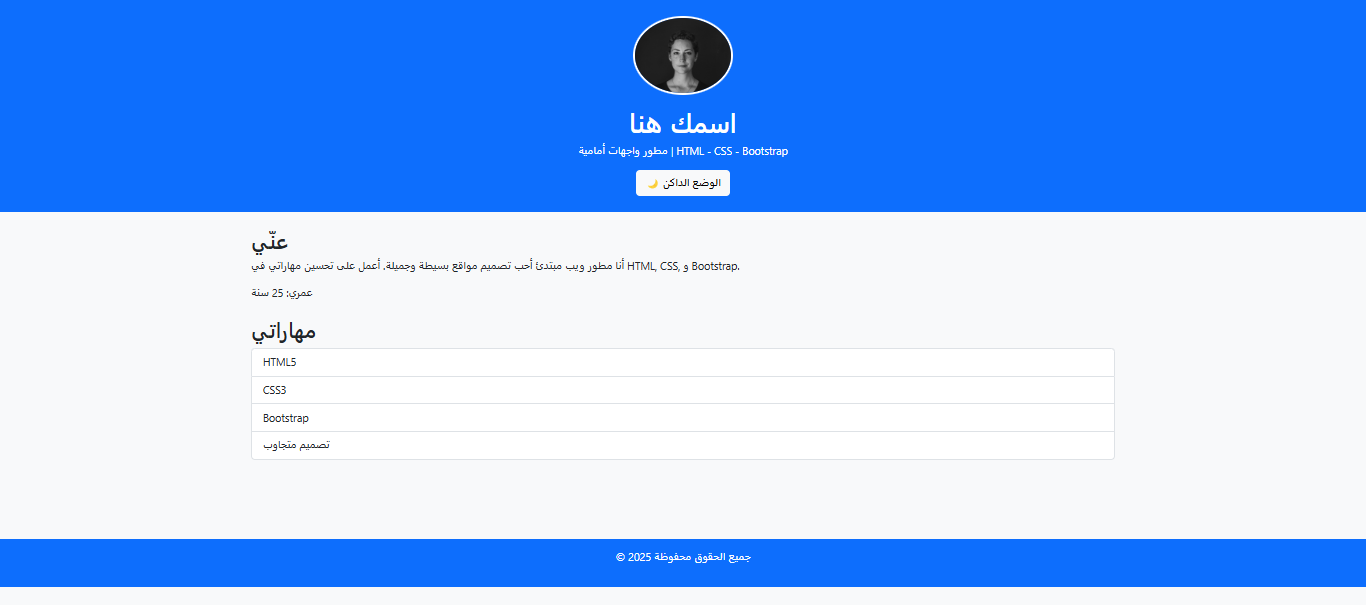 اسمك هنا
مطور واجهات أمامية | HTML - CSS - Bootstrap
الوضع الداكن 🌙
عنّي
أنا مطور ويب مبتدئ أحب تصميم مواقع بسيطة وجميلة. أعمل على تحسين مهاراتي في HTML, CSS, و Bootstrap.
عمري: 25 سنة
مهاراتي
HTML5
CSS3
Bootstrap
تصميم متجاوب
جميع الحقوق محفوظة 2025 ©